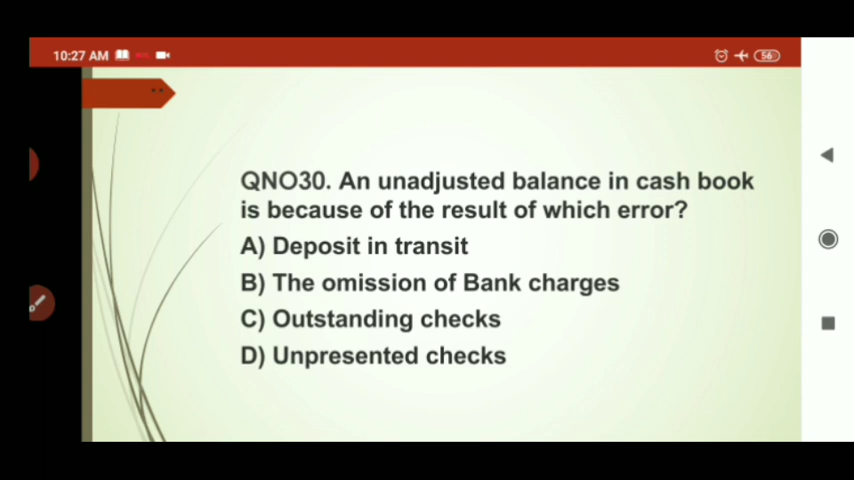 10:27 AM
56
QNO30. An unadjusted balance in cash book
is because of the result of which error?
A) Deposit in transit
B) The omission of Bank charges
C) Outstanding checks
D) Unpresented checks